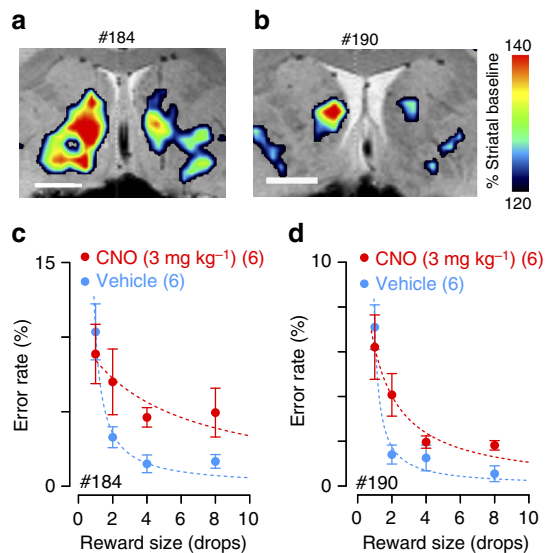 a
#184
b
#190
140
120
% Striatal baseline
c
CNO (3 mg kg⁻¹) (6)
Vehicle (6)
15
0
Error rate (%)
#184
0 2 4 6 8 10
Reward size (drops)
d
CNO (3 mg kg⁻¹) (6)
Vehicle (6)
10
0
Error rate (%)
#190
0 2 4 6 8 10
Reward size (drops)